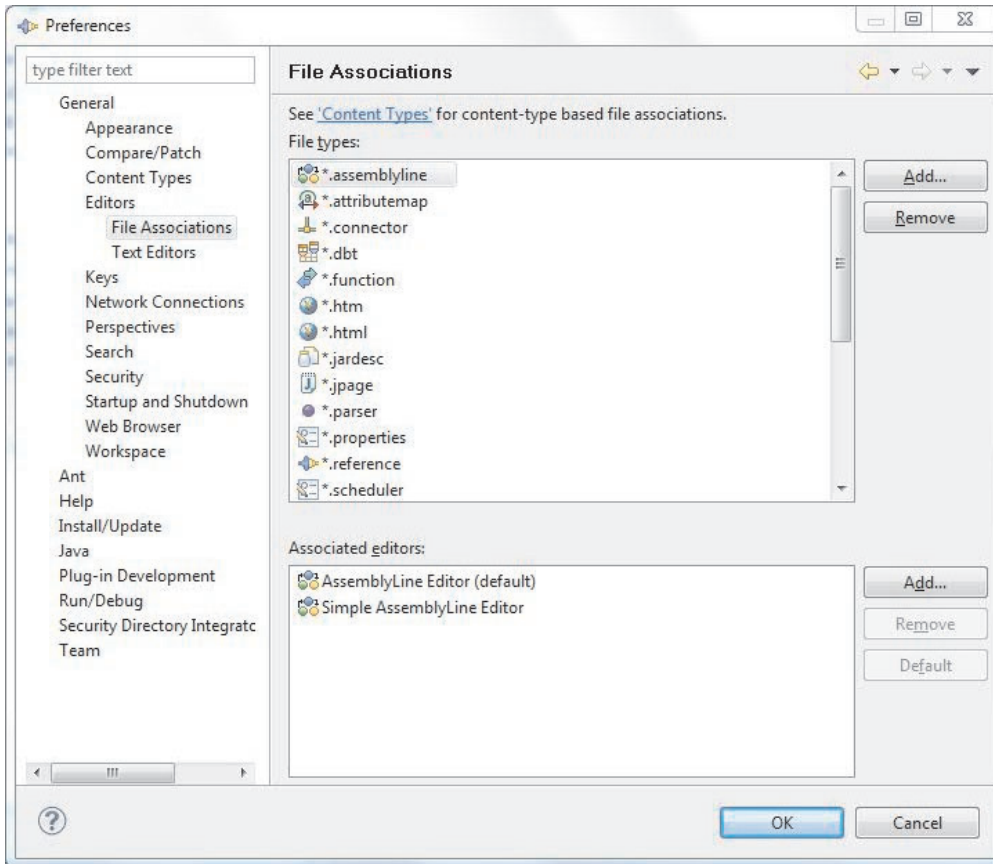 Preferences
type filter text
General
Appearance
Compare/Patch
Content Types
Editors
File Associations
Text Editors
Keys
Network Connections
Perspectives
Search
Security
Startup and Shutdown
Web Browser
Workspace
Ant
Help
Install/Update
Java
Plug-in Development
Run/Debug
Security Directory Integratc
Team
File Associations
See 'Content Types' for content-type based file associations.
File types:
*.assemblyline
*.attributemap
*.connector
*.dbt
*.function
*.htm
*.html
*.jardesc
*.jpage
*.parser
*.properties
*.reference
*.scheduler
Add...
Remove
Associated editors:
AssemblyLine Editor (default)
Simple AssemblyLine Editor
Add...
Remove
Default
OK
Cancel